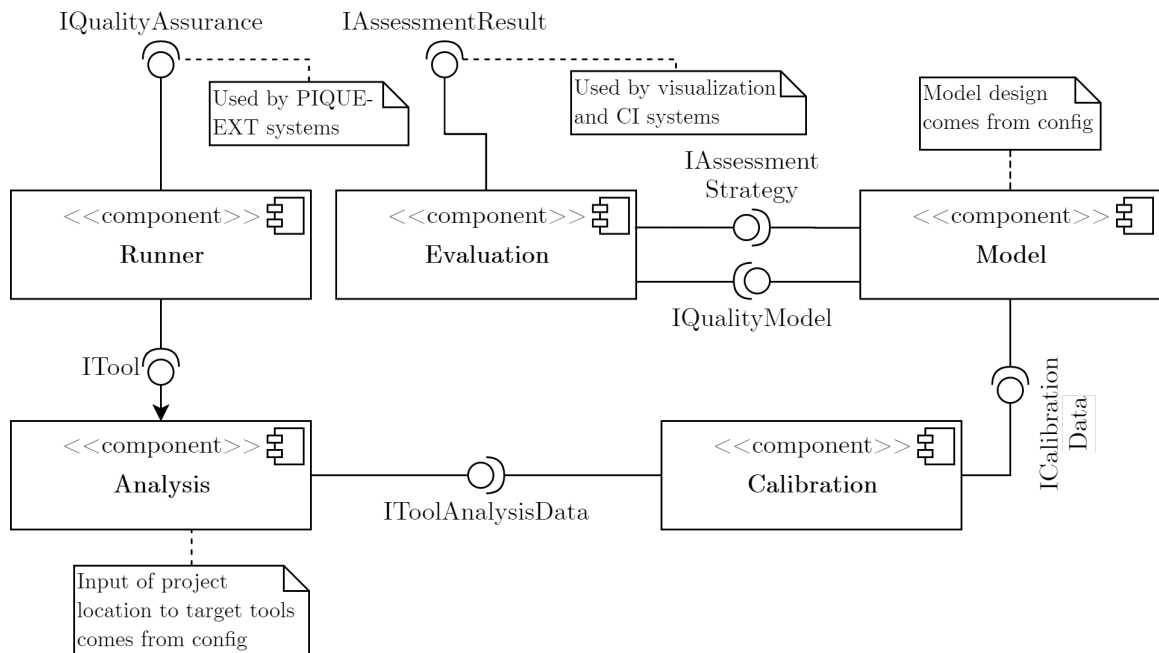 IQualityAssurance
IAssessmentResult
Used by PIQUE-
EXT systems
Used by visualization
and CI systems
Model design
comes from config
<<component>>
Runner
<<component>>
Evaluation
IAssessment
Strategy
IQualityModel
<<component>>
Model
ITool
ICalibration
Data
<<component>>
Analysis
IToolAnalysisData
<<component>>
Calibration
Input of project
location to target tools
comes from config